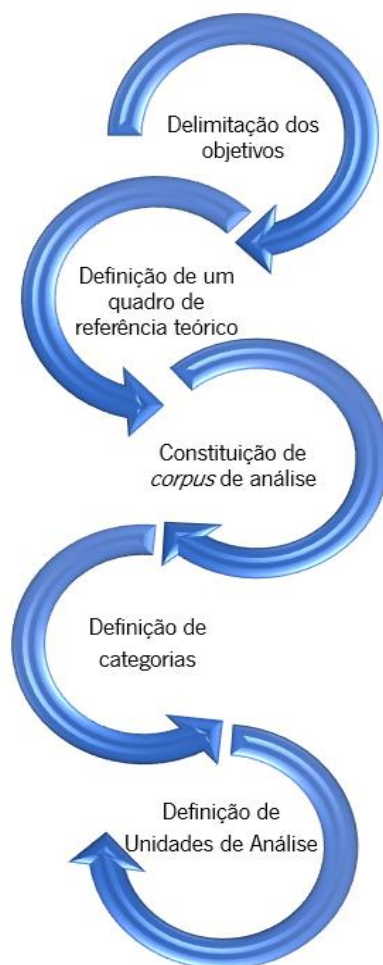 Delimitação dos
objetivos
Definição de um
quadro de
referência teórico
Constituição de
corpus de análise
Definição de
categorias
Definição de
Unidades de Análise